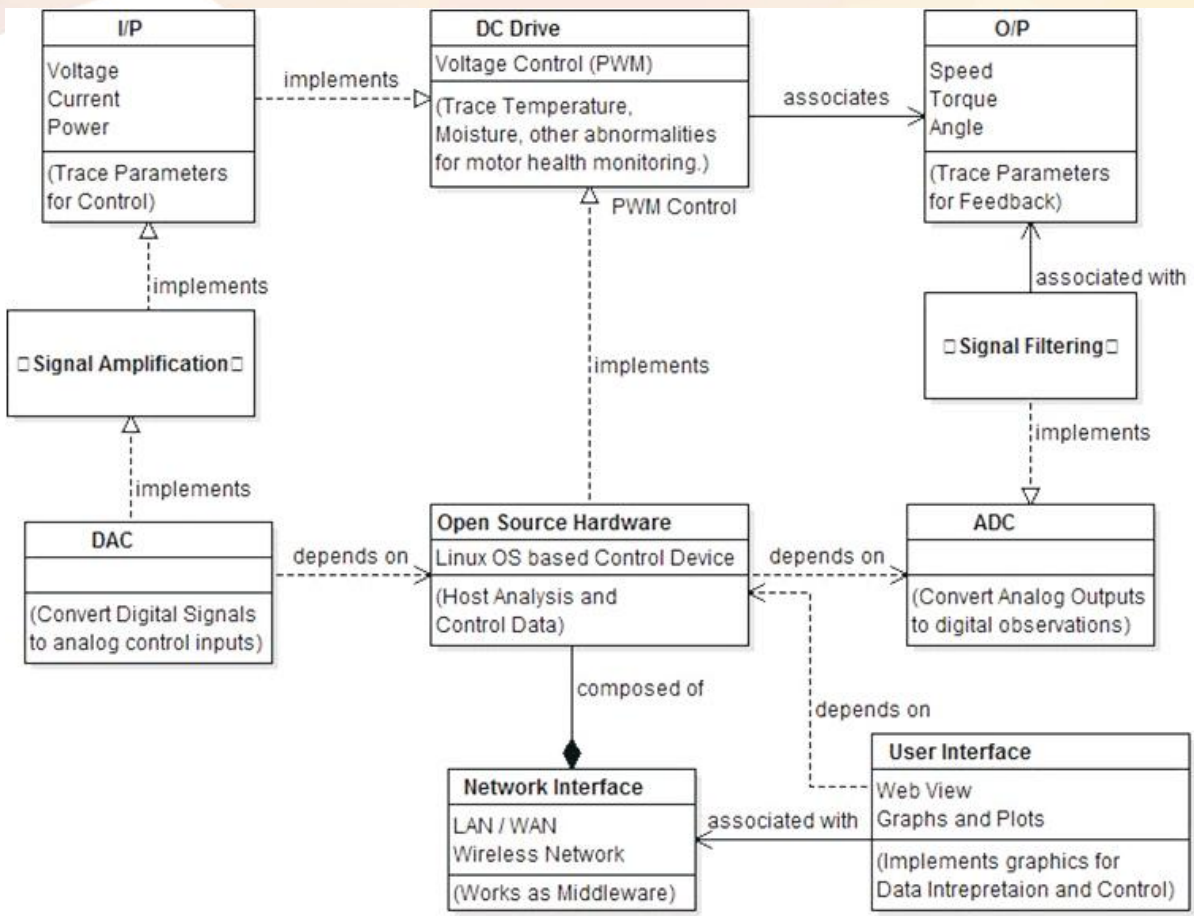 I/P
Voltage
Current
Power
(Trace Parameters
for Control)
implements
DC Drive
Voltage Control (PWM)
(Trace Temperature,
Moisture, other abnormalities
for motor health monitoring.)
associates
O/P
Speed
Torque
Angle
(Trace Parameters
for Feedback)
PWM Control
implements
associated with
Signal Amplification
implements
Signal Filtering
implements
implements
DAC
(Convert Digital Signals
to analog control inputs)
depends on
Open Source Hardware
Linux OS based Control Device
(Host Analysis and
Control Data)
depends on
ADC
(Convert Analog Outputs
to digital observations)
composed of
depends on
Network Interface
LAN / WAN
Wireless Network
(Works as Middleware)
associated with
User Interface
Web View
Graphs and Plots
(Implements graphics for
Data Intrepretaion and Control)